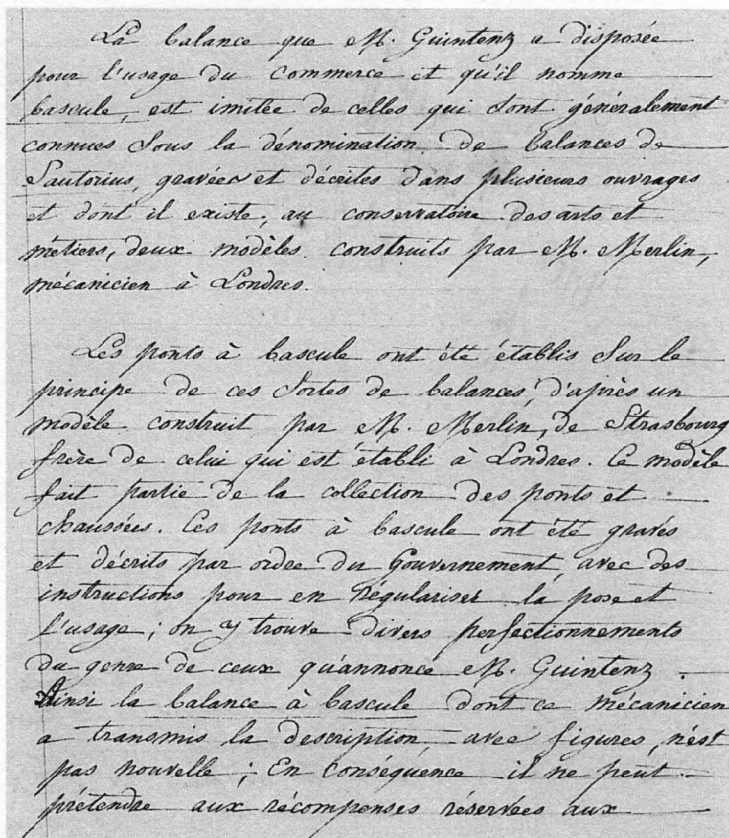 La balance que M. Guintenz a disposée
pour l'usage du Commerce et qu'il nomme
bascule, est imitée de celles qui sont généralement
connues sous la dénomination de balances de
Sautorius, gravées et décrites dans plusieurs ouvrages
et dont il existe, au conservatoire des arts et
métiers, deux modèles construits par M. Merlin,
mécanicien à Londres.
Les ponts à bascule ont été établis sur le
principe de ces sortes de balances, d'après un
modèle construit par M. Merlin, de Strasbourg
frère de celui qui est établi à Londres. Ce modèle
fait partie de la collection des ponts et
chaussées. Ces ponts à bascule ont été gravés
et décrits par ordre du Gouvernement, avec des
instructions pour en régulariser la pose et
l'usage ; on y trouve divers perfectionnements
du genre de ceux qu'annonce M. Guintenz.
Ainsi la balance à bascule dont ce mécanicien
a transmis la description avec figures, n'est
pas nouvelle ; En conséquence il ne peut
prétendre aux récompenses réservées aux